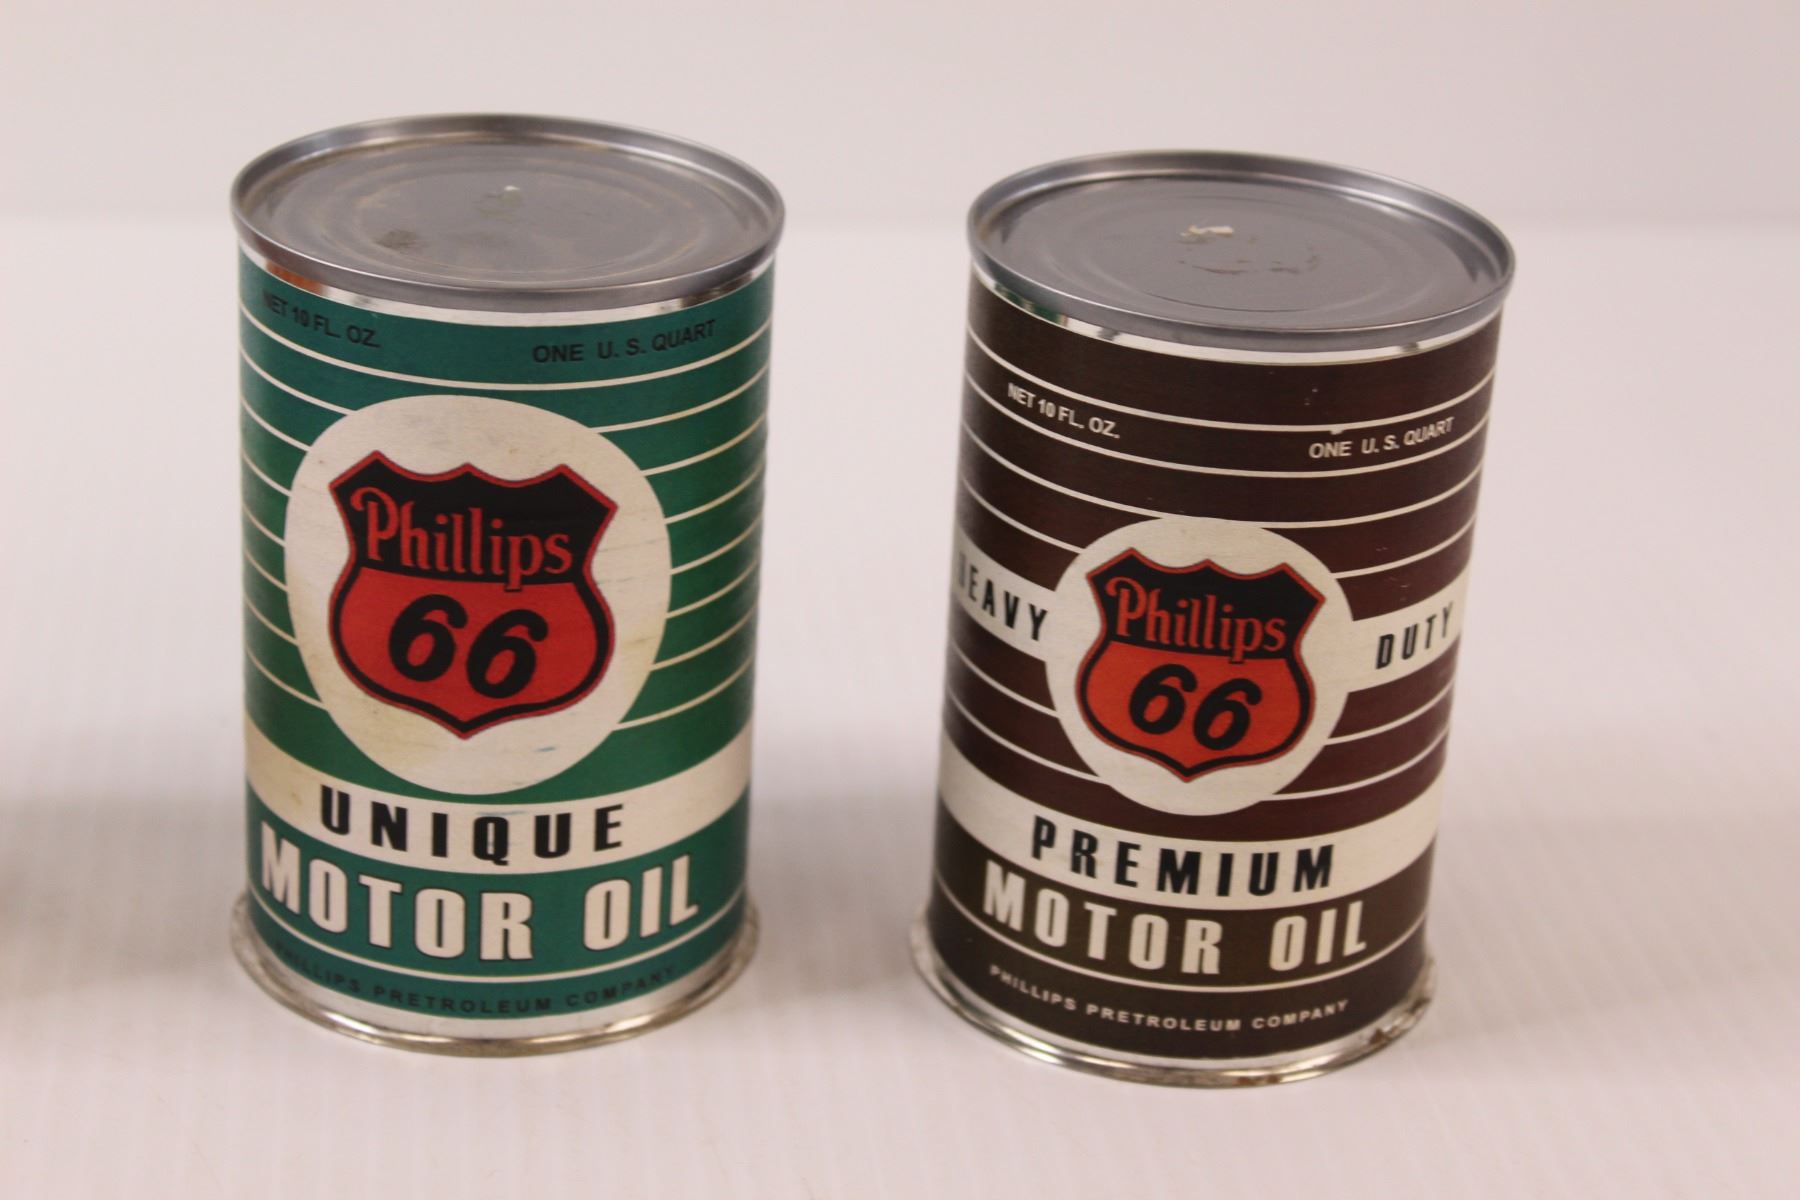 NET 10 FL. OZ.
ONE U. S. QUART
Phillips
66
UNIQUE
MOTOR OIL
PHILLIPS PRETROLEUM COMPANY
NET 10 FL. OZ.
ONE U. S. QUART
HEAVY DUTY
Phillips
66
PREMIUM
MOTOR OIL
PHILLIPS PRETROLEUM COMPANY